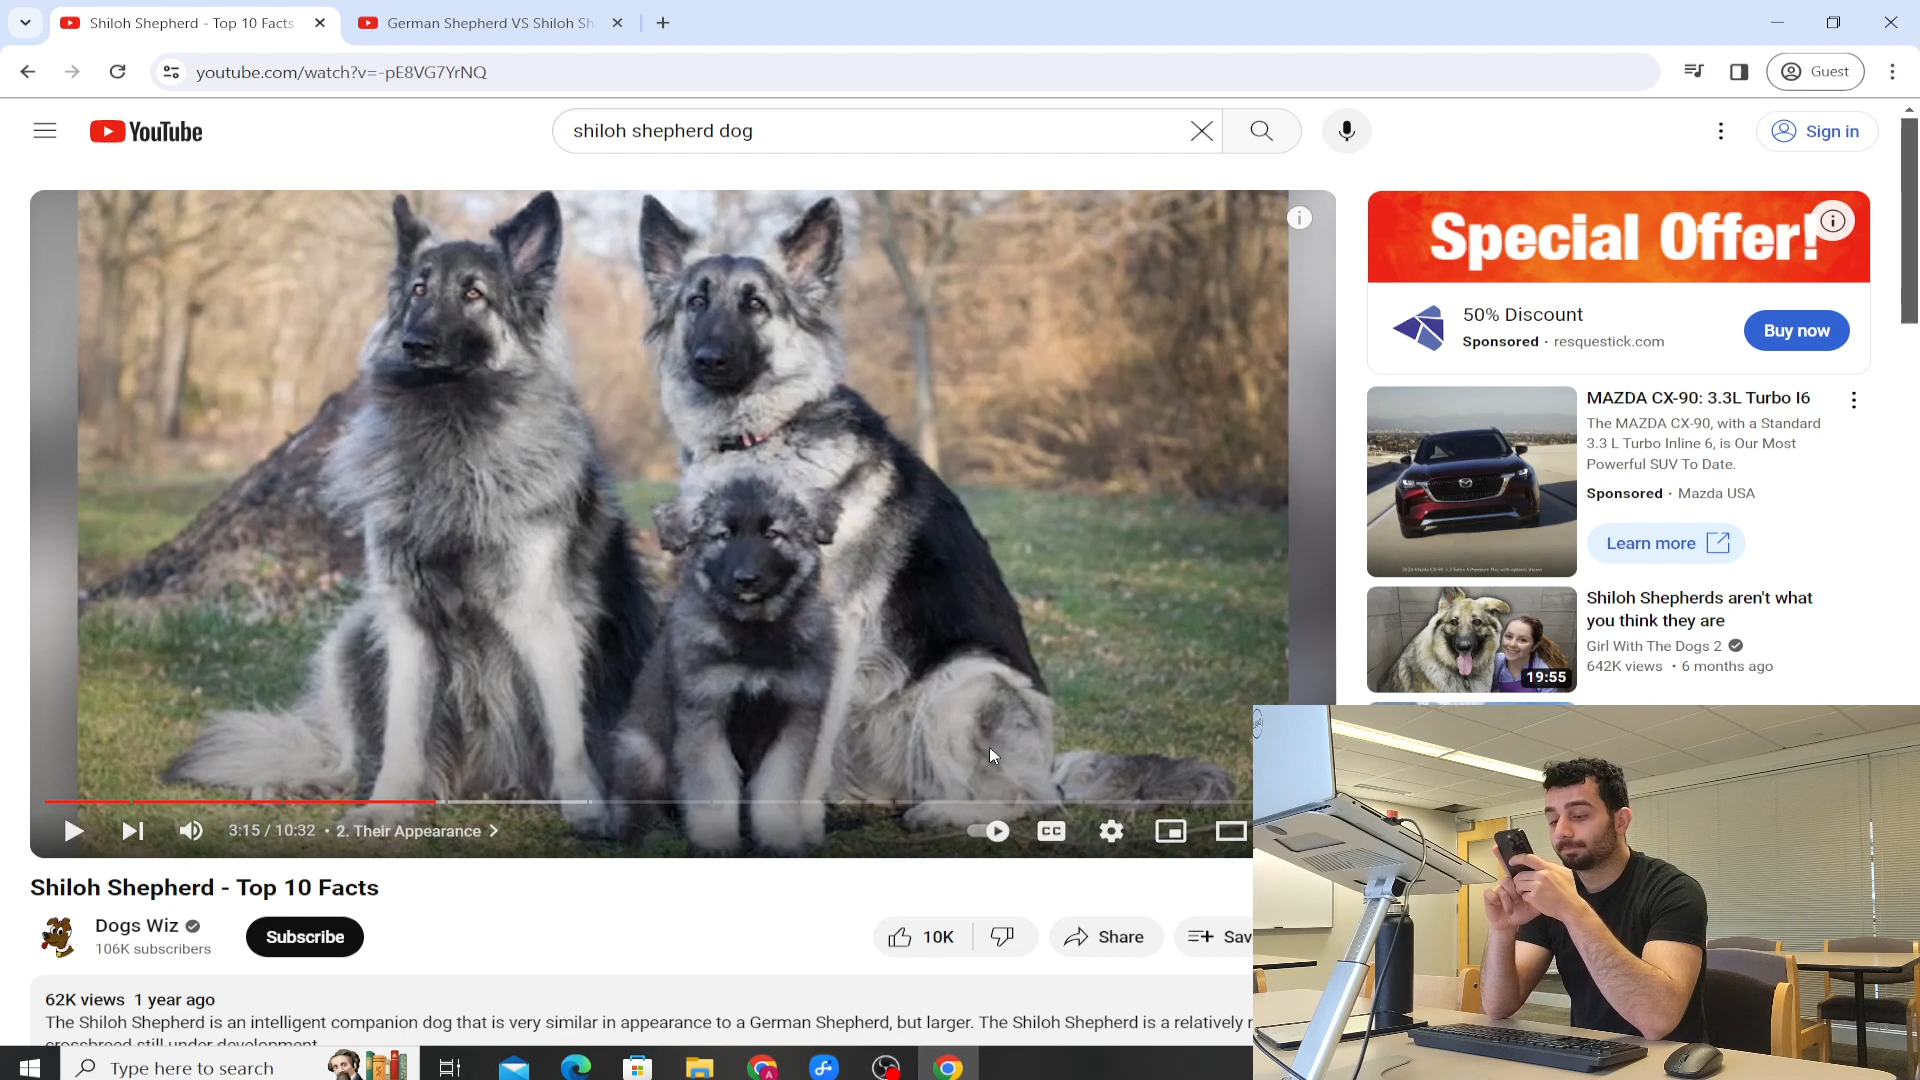 Shiloh Shepherd - Top 10 Facts
German Shepherd VS Shiloh Sh
youtube.com/watch?v=-pE8VG7YrNQ
Guest
YouTube
shiloh shepherd dog
Sign in
Special Offer!
50% Discount
Sponsored · resquestick.com
Buy now
MAZDA CX-90: 3.3L Turbo I6
The MAZDA CX-90, with a Standard
3.3 L Turbo Inline 6, is Our Most
Powerful SUV To Date.
Sponsored · Mazda USA
Learn more
Shiloh Shepherds aren't what
you think they are
Girl With The Dogs 2
642K views • 6 months ago
19:55
3:15 / 10:32 • 2. Their Appearance
CC
Shiloh Shepherd - Top 10 Facts
Dogs Wiz
106K subscribers
Subscribe
10K
Share
Sav
62K views 1 year ago
The Shiloh Shepherd is an intelligent companion dog that is very similar in appearance to a German Shepherd, but larger. The Shiloh Shepherd is a relatively r
crossbreed still under development
Type here to search